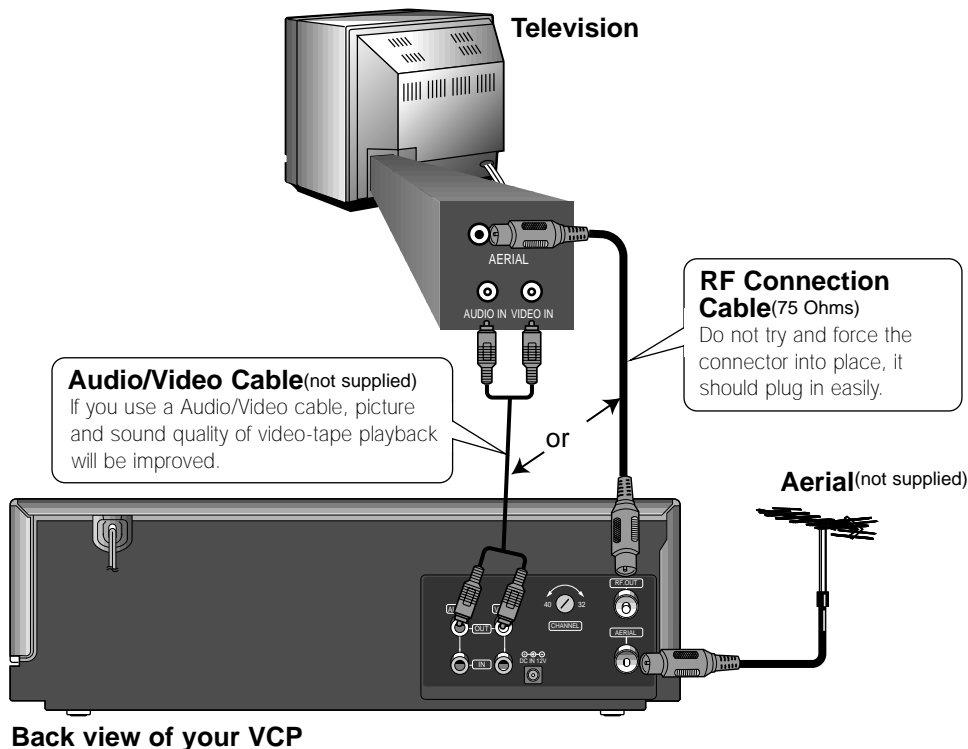 Television
AERIAL
AUDIO IN VIDEO IN
RF Connection
Cable(75 Ohms)
Do not try and force the
connector into place, it
should plug in easily.
Audio/Video Cable(not supplied)
If you use a Audio/Video cable, picture
and sound quality of video-tape playback
will be improved.
or
Aerial(not supplied)
RF.OUT
40 32
CHANNEL
OUT
AERIAL
DC IN 12V
IN
Back view of your VCP